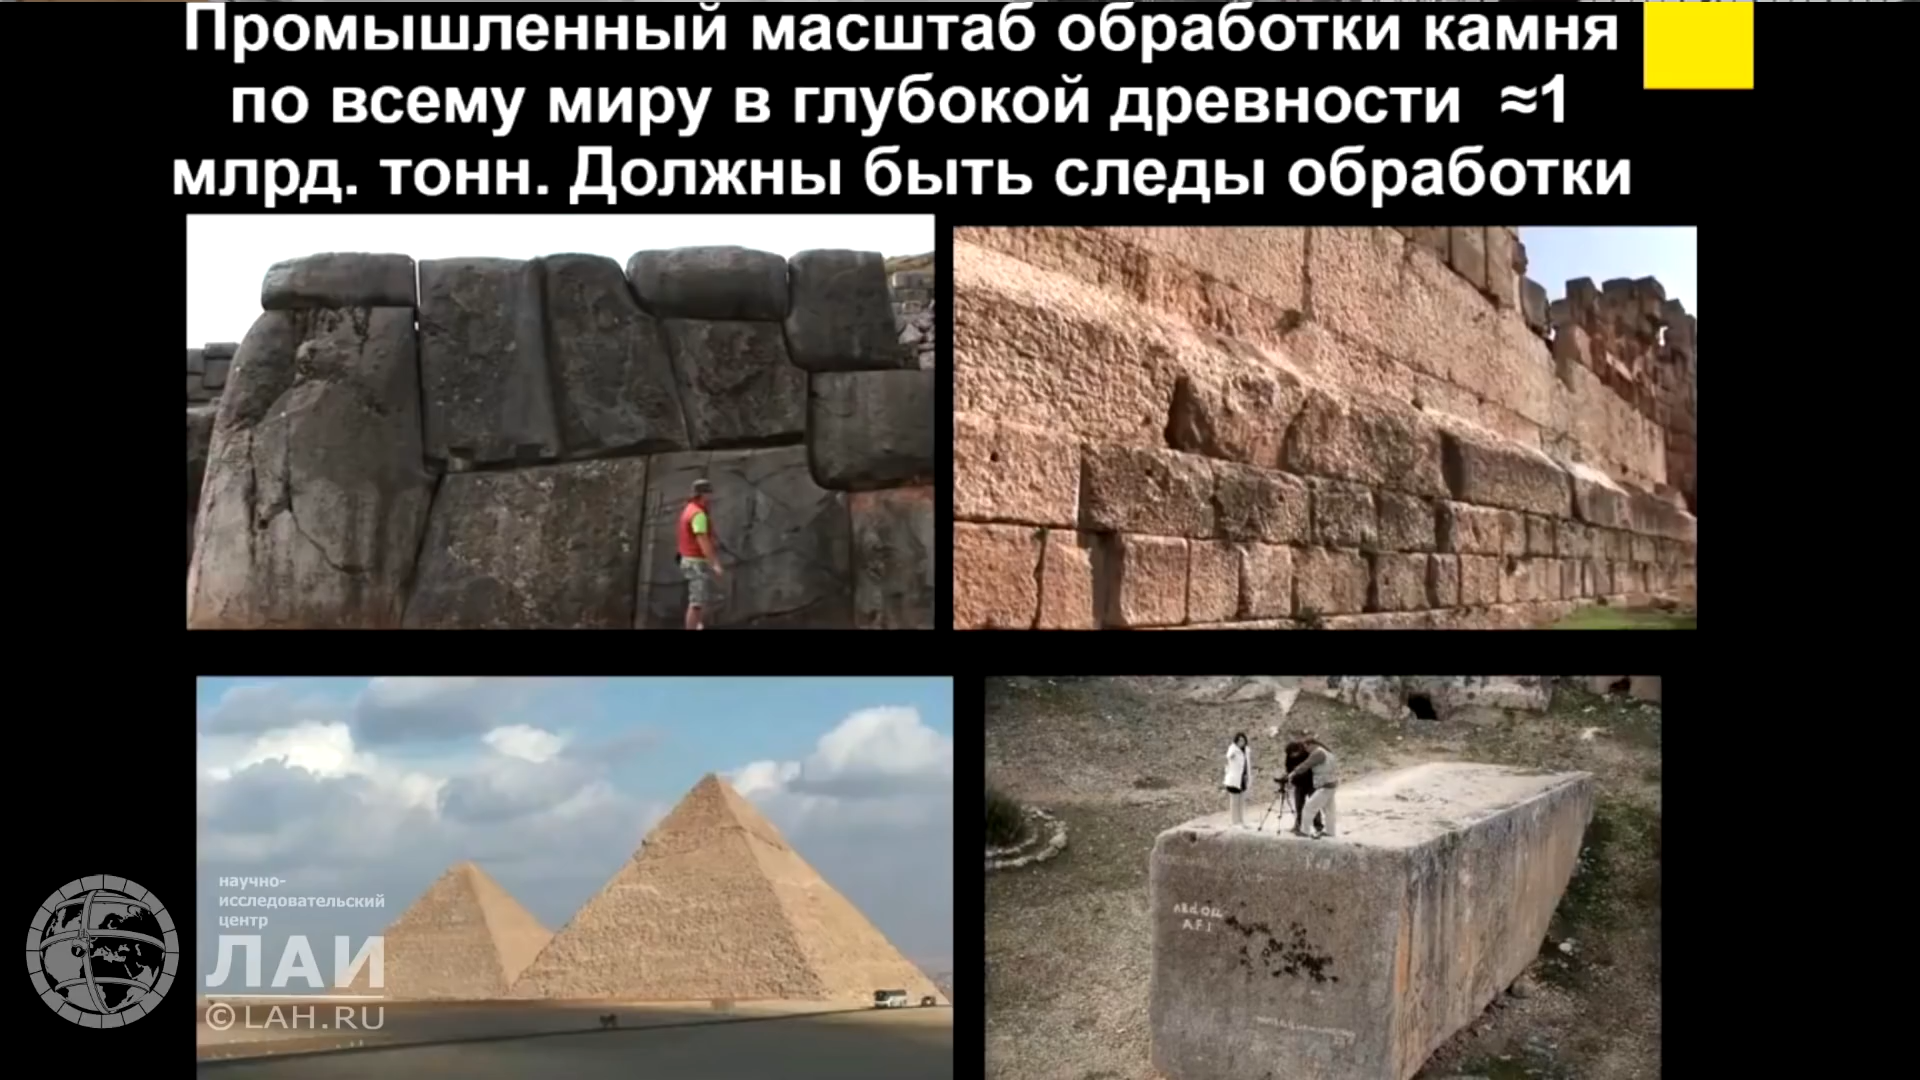 Промышленный масштаб обработки камня
по всему миру в глубокой древности ≈1
млрд. тонн. Должны быть следы обработки
научно-
исследовательский
центр
ЛАИ
© LAH.RU